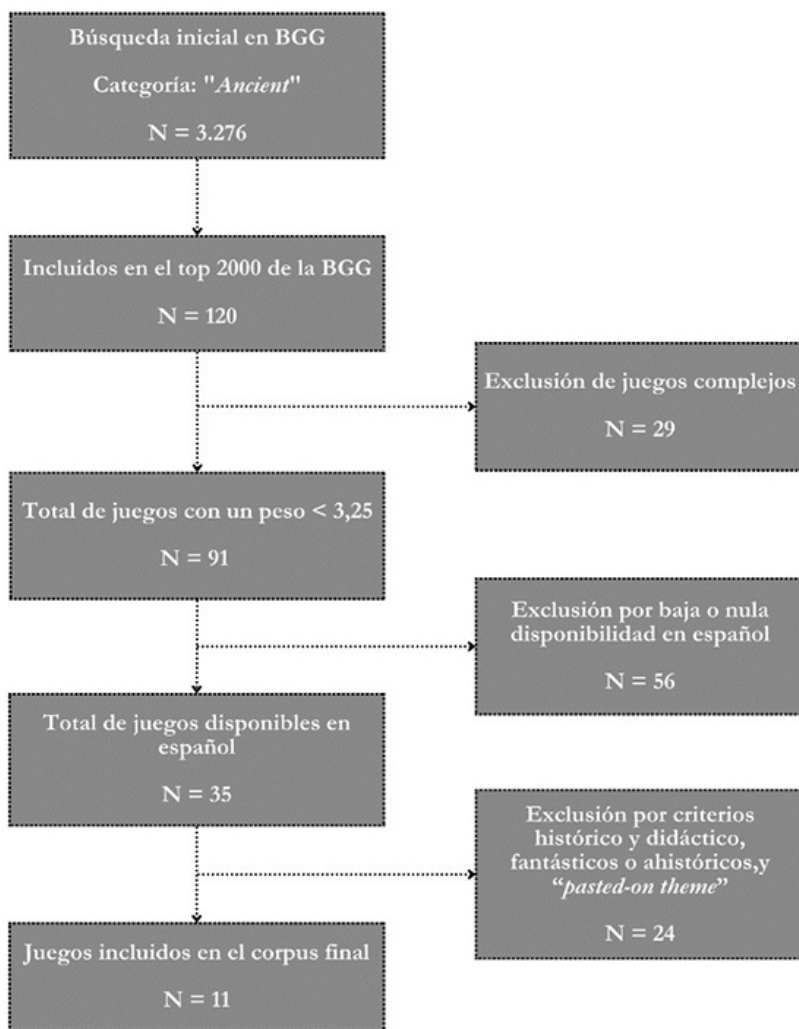 Búsqueda inicial en BGG
Categoría: "Ancient"
N = 3.276
Incluidos en el top 2000 de la BGG
N = 120
Exclusión de juegos complejos
N = 29
Total de juegos con un peso < 3,25
N = 91
Exclusión por baja o nula
disponibilidad en español
N = 56
Total de juegos disponibles en
español
N = 35
Exclusión por criterios
histórico y didáctico,
fantásticos o ahistóricos,y
“pasted-on theme”
N = 24
Juegos incluidos en el corpus final
N = 11